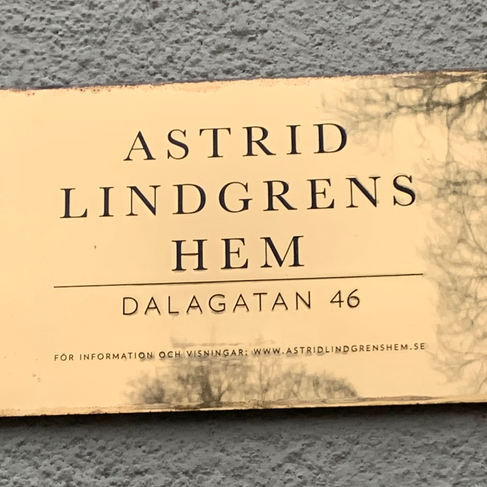 ASTRID
LINDGRENS
HEM
DALAGATAN 46
FÖR INFORMATION OCH VISNINGAR: WWW.ASTRIDLINDGRENSHEM.SE